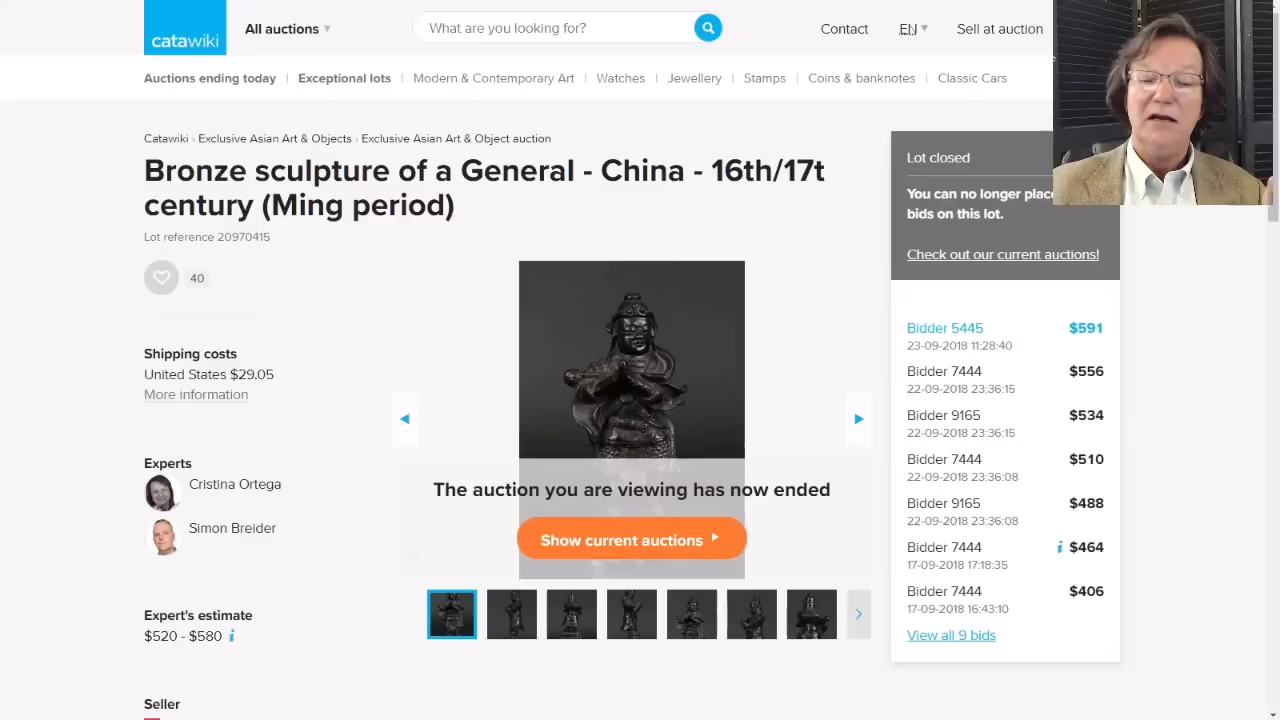 catawiki
All auctions
What are you looking for?
Contact
EN
Sell at auction
Auctions ending today
Exceptional lots
Modern & Contemporary Art
Watches
Jewellery
Stamps
Coins & banknotes
Classic Cars
Catawiki › Exclusive Asian Art & Objects › Exclusive Asian Art & Object auction
Bronze sculpture of a General - China - 16th/17t
century (Ming period)
Lot reference 20970415
40
Shipping costs
United States $29.05
More information
Experts
Cristina Ortega
Simon Breider
Expert's estimate
$520 - $580
Seller
The auction you are viewing has now ended
Show current auctions
Lot closed
You can no longer place
bids on this lot.
Check out our current auctions!
Bidder 5445 $591
23-09-2018 11:28:40
Bidder 7444 $556
22-09-2018 23:36:15
Bidder 9165 $534
22-09-2018 23:36:15
Bidder 7444 $510
22-09-2018 23:36:08
Bidder 9165 $488
22-09-2018 23:36:08
Bidder 7444 $464
17-09-2018 17:18:35
Bidder 7444 $406
17-09-2018 16:43:10
View all 9 bids